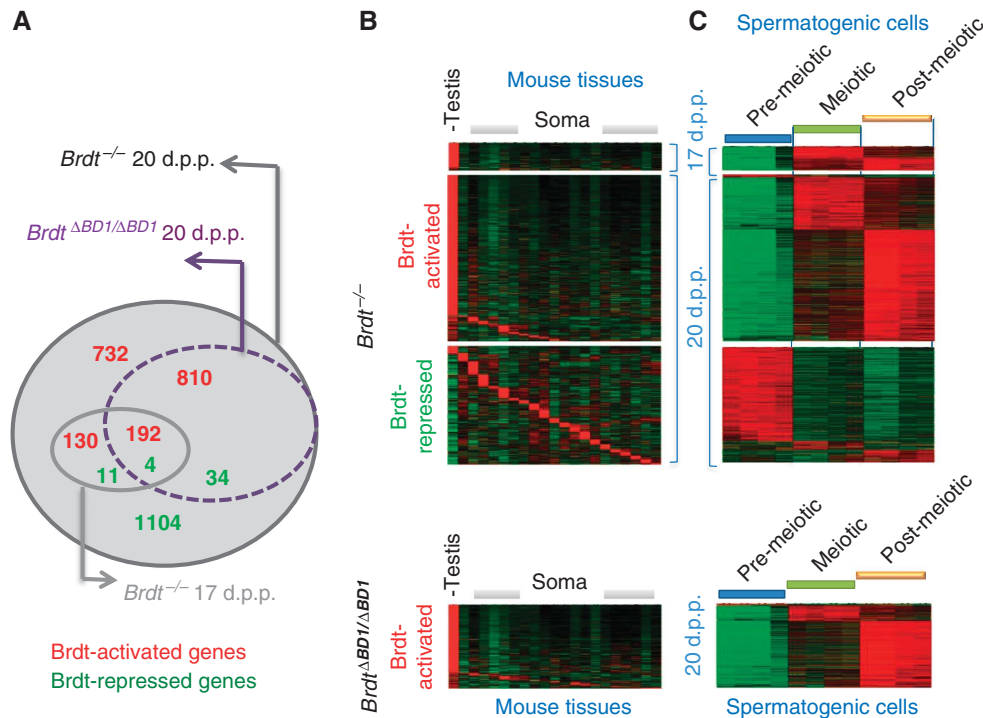 A
Brdt−/− 20 d.p.p.
Brdt ΔBD1/ΔBD1 20 d.p.p.
732
810
130
192
11
4
34
1104
Brdt−/− 17 d.p.p.
Brdt-activated genes
Brdt-repressed genes
B
Mouse tissues
-Testis
Soma
Brdt−/−
Brdt-
activated
Brdt-
repressed
17 d.p.p.
20 d.p.p.
C
Spermatogenic cells
Pre-meiotic
Meiotic
Post-meiotic
BrdtΔBD1/ΔBD1
Brdt-
activated
-Testis
Soma
Mouse tissues
20 d.p.p.
Pre-meiotic
Meiotic
Post-meiotic
Spermatogenic cells